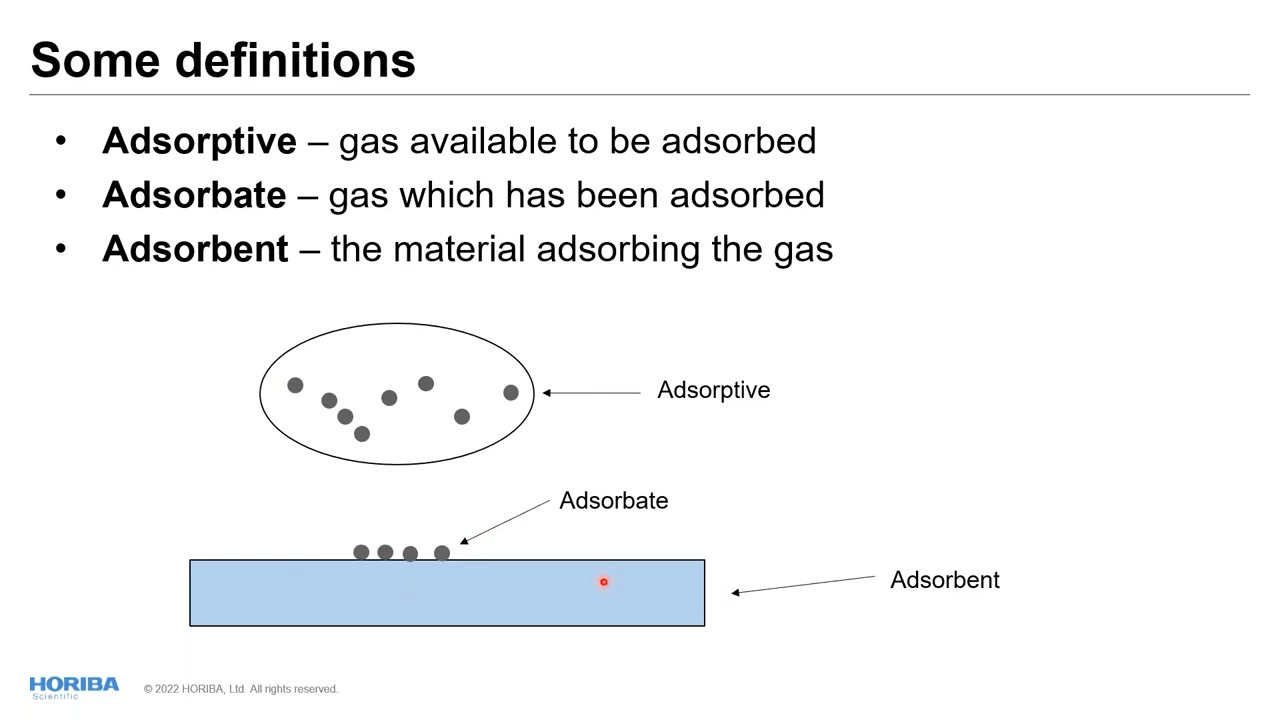 Some definitions
• Adsorptive – gas available to be adsorbed
• Adsorbate – gas which has been adsorbed
• Adsorbent – the material adsorbing the gas
Adsorptive
Adsorbate
Adsorbent
HORIBA
Scientific
© 2022 HORIBA, Ltd. All rights reserved.